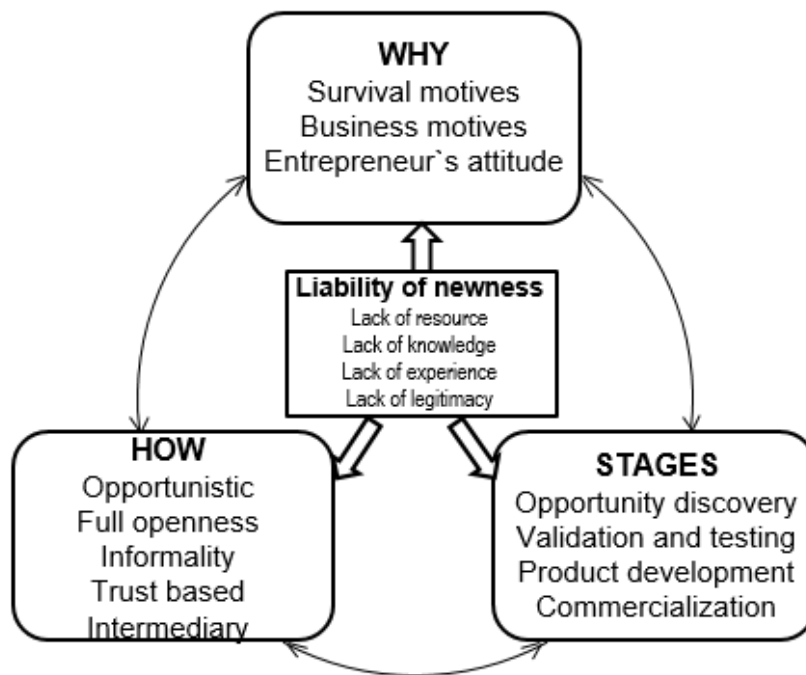 WHY
Survival motives
Business motives
Entrepreneur`s attitude
Liability of newness
Lack of resource
Lack of knowledge
Lack of experience
Lack of legitimacy
HOW
Opportunistic
Full openness
Informality
Trust based
Intermediary
STAGES
Opportunity discovery
Validation and testing
Product development
Commercialization